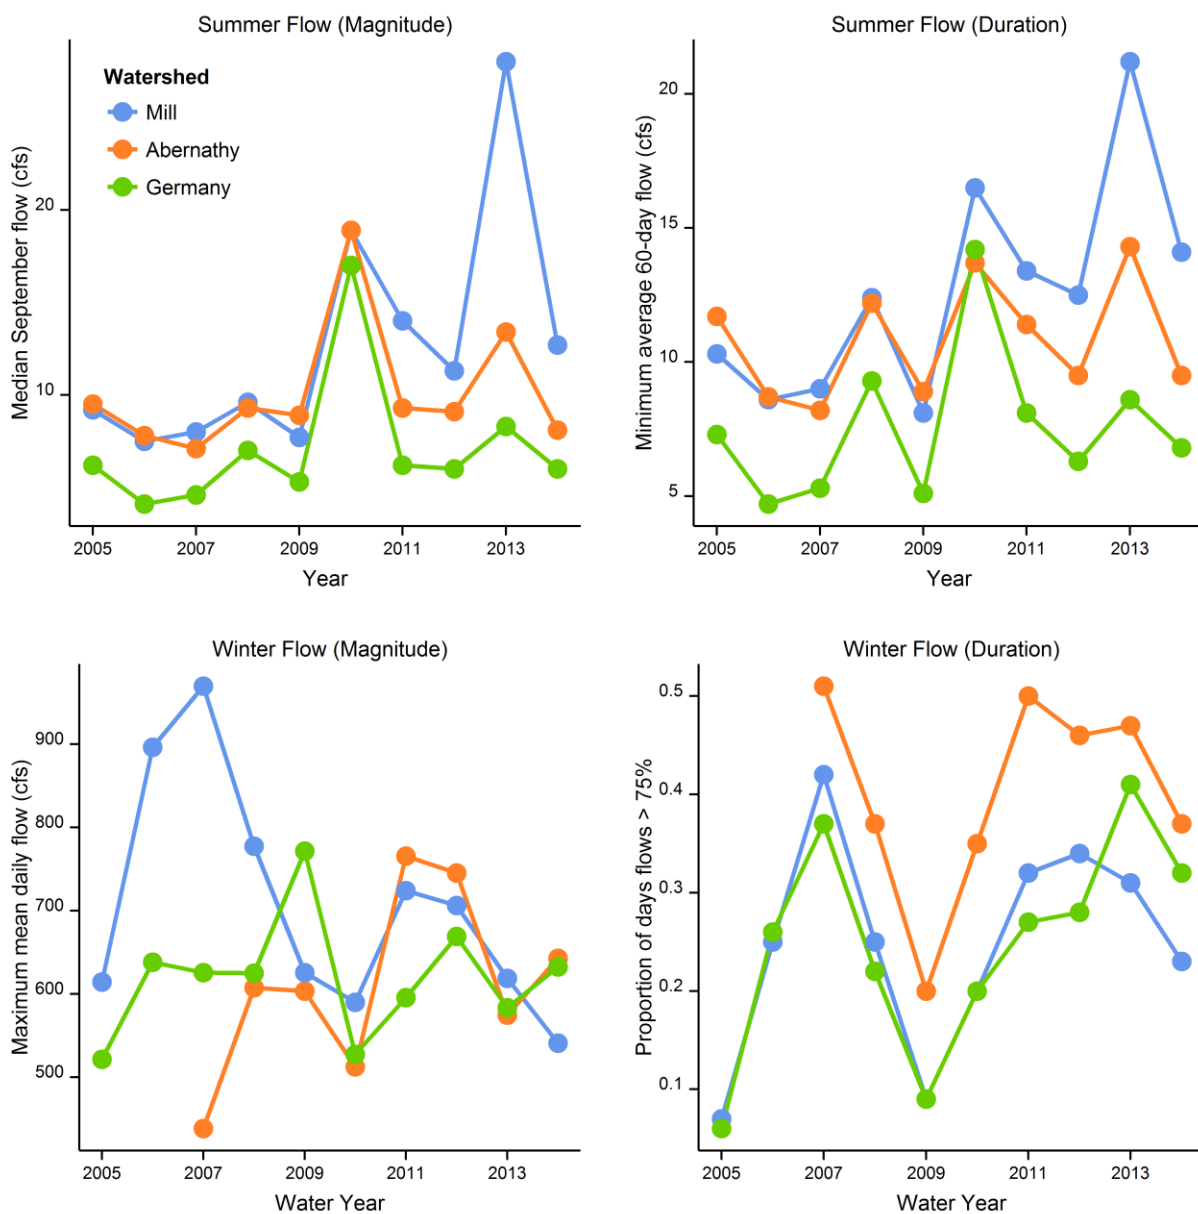 Summer Flow (Magnitude)
Median September flow (cfs)
20
10
Watershed
Mill
Abernathy
Germany
2005 2007 2009 2011 2013
Year
Summer Flow (Duration)
Minimum average 60-day flow (cfs)
20
15
10
5
2005 2007 2009 2011 2013
Year
Winter Flow (Magnitude)
Maximum mean daily flow (cfs)
900
800
700
600
500
2005 2007 2009 2011 2013
Water Year
Winter Flow (Duration)
Proportion of days flows > 75%
0.5
0.4
0.3
0.2
0.1
2005 2007 2009 2011 2013
Water Year